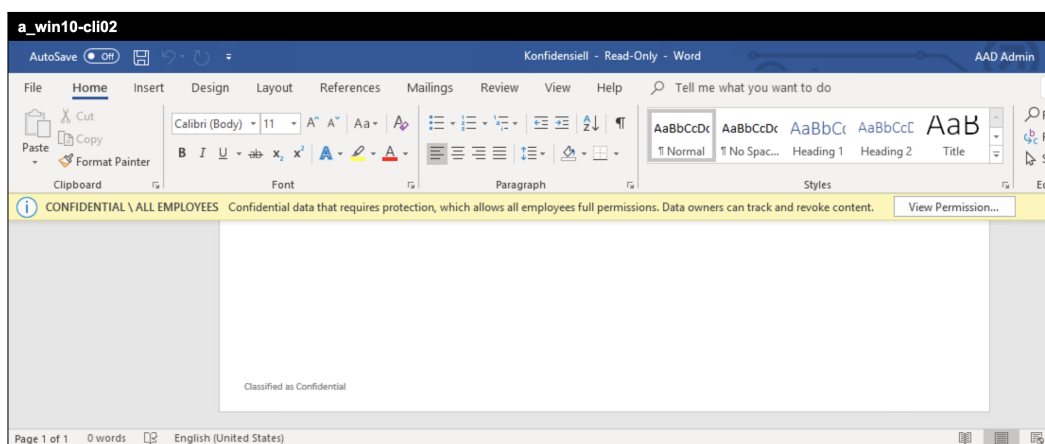 a_win10-cli02
AutoSave Off Konfidensiell - Read-Only - Word AAD Admin
File Home Insert Design Layout References Mailings Review View Help Tell me what you want to do
Paste
Cut
Copy
Format Painter
Calibri (Body) 11 A^ A˅ Aa A
B I U ab x₂ x² A A
AaBbCcDc AaBbCcDc AaBbC AaBbCcC AaB
¶ Normal ¶ No Spac... Heading 1 Heading 2 Title
Clipboard Font Paragraph Styles
CONFIDENTIAL \ ALL EMPLOYEES Confidential data that requires protection, which allows all employees full permissions. Data owners can track and revoke content. View Permission...
Classified as Confidential
Page 1 of 1 0 words English (United States)